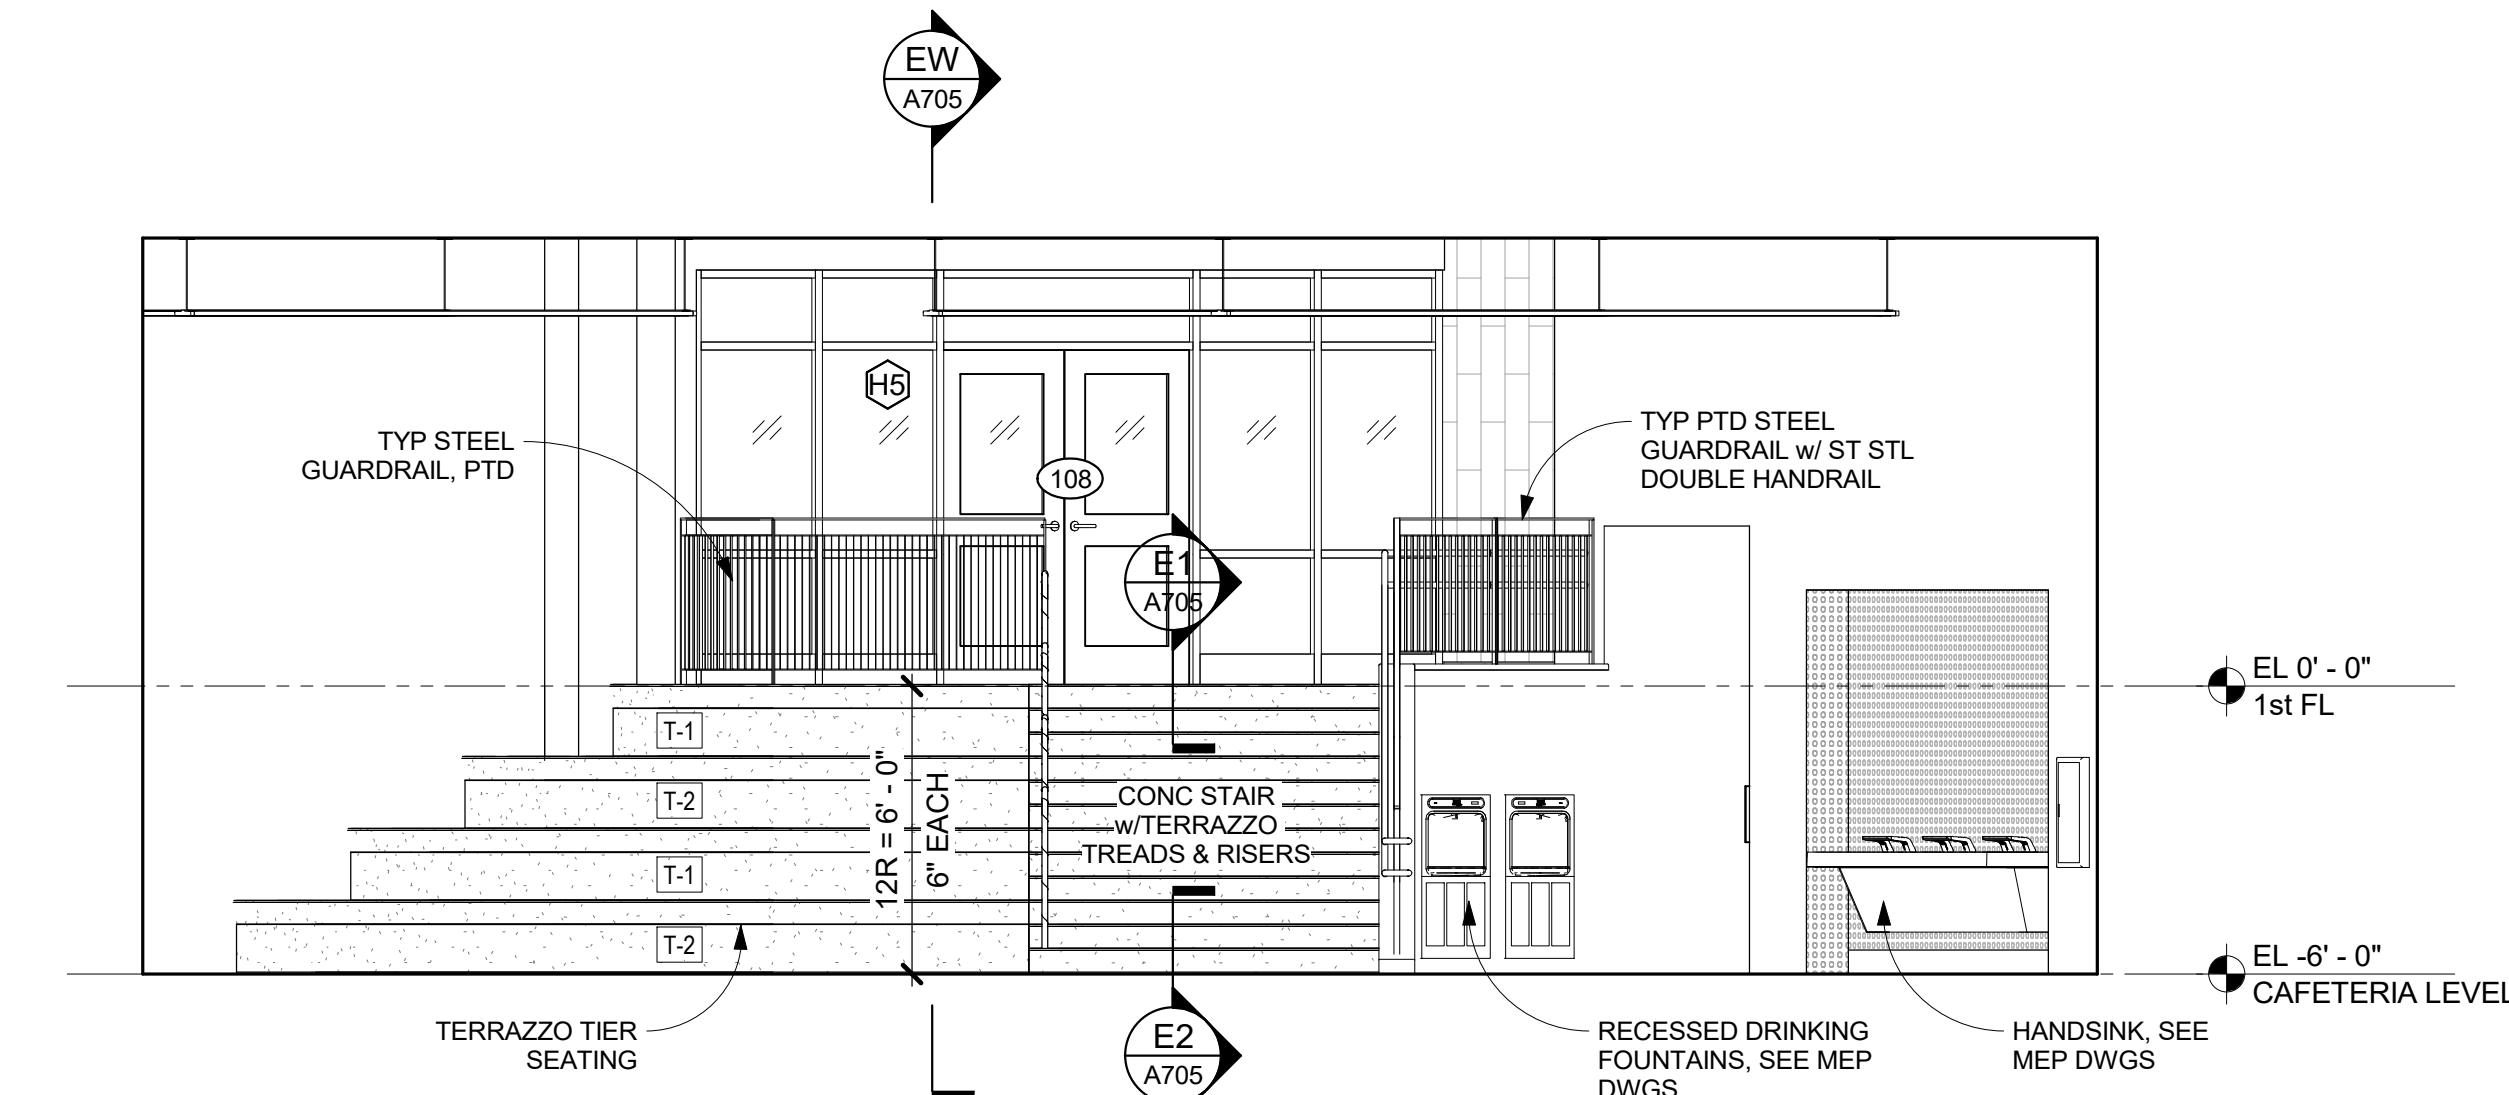 EW
A705
H5
TYP STEEL
GUARDRAIL, PTD
108
TYP PTD STEEL
GUARDRAIL w/ ST STL
DOUBLE HANDRAIL
E1
A705
EL 0' - 0"
1st FL
T-1
T-2
T-1
T-2
12R = 6' - 0"
6" EACH
CONC STAIR
w/TERRAZZO
TREADS & RISERS
EL -6' - 0"
CAFETERIA LEVEL
TERRAZZO TIER
SEATING
E2
A705
RECESSED DRINKING
FOUNTAINS, SEE MEP
DWGS
HANDSINK, SEE
MEP DWGS